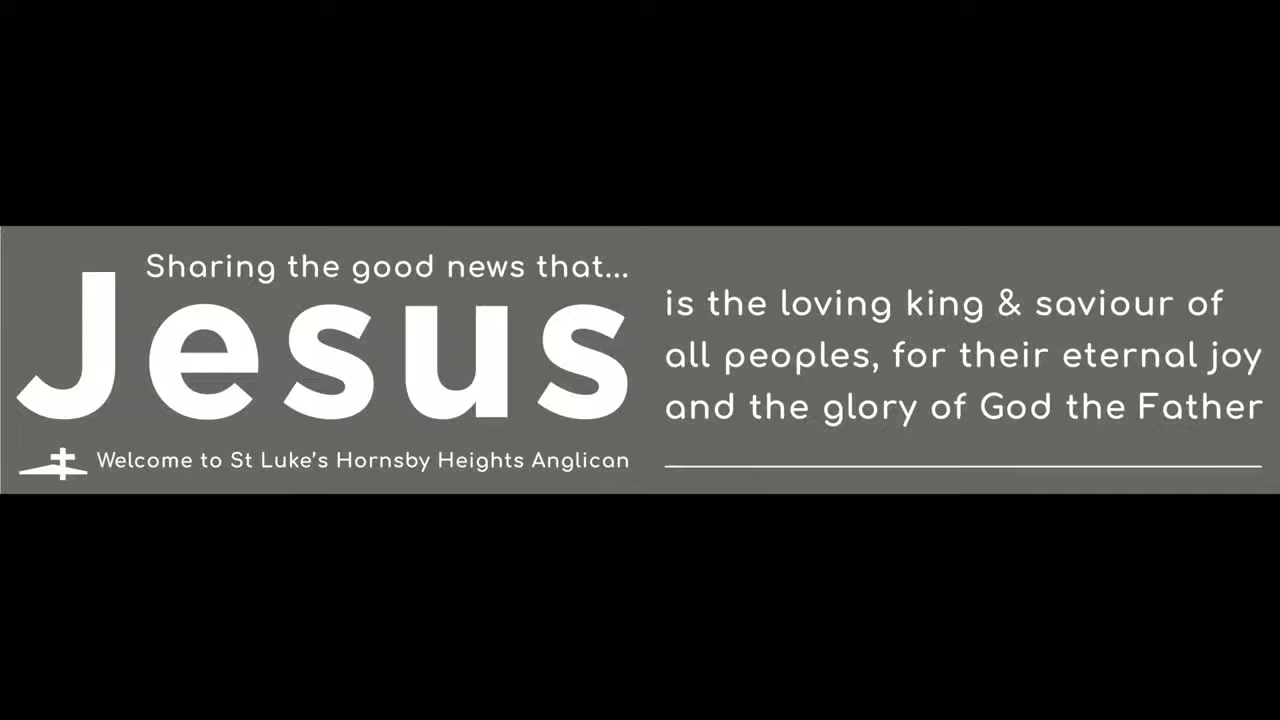 Sharing the good news that...
Jesus
Welcome to St Luke's Hornsby Heights Anglican
is the loving king & saviour of
all peoples, for their eternal joy
and the glory of God the Father